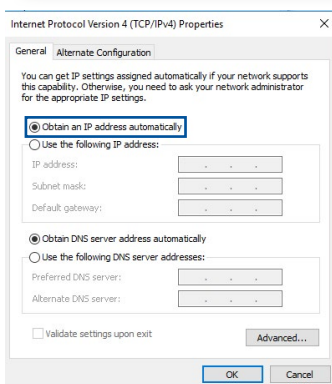 Internet Protocol Version 4 (TCP/IPv4) Properties
General Alternate Configuration
You can get IP settings assigned automatically if your network supports
this capability. Otherwise, you need to ask your network administrator
for the appropriate IP settings.
Obtain an IP address automatically
Use the following IP address:
IP address:
Subnet mask:
Default gateway:
Obtain DNS server address automatically
Use the following DNS server addresses:
Preferred DNS server:
Alternate DNS server:
Validate settings upon exit
Advanced...
OK Cancel